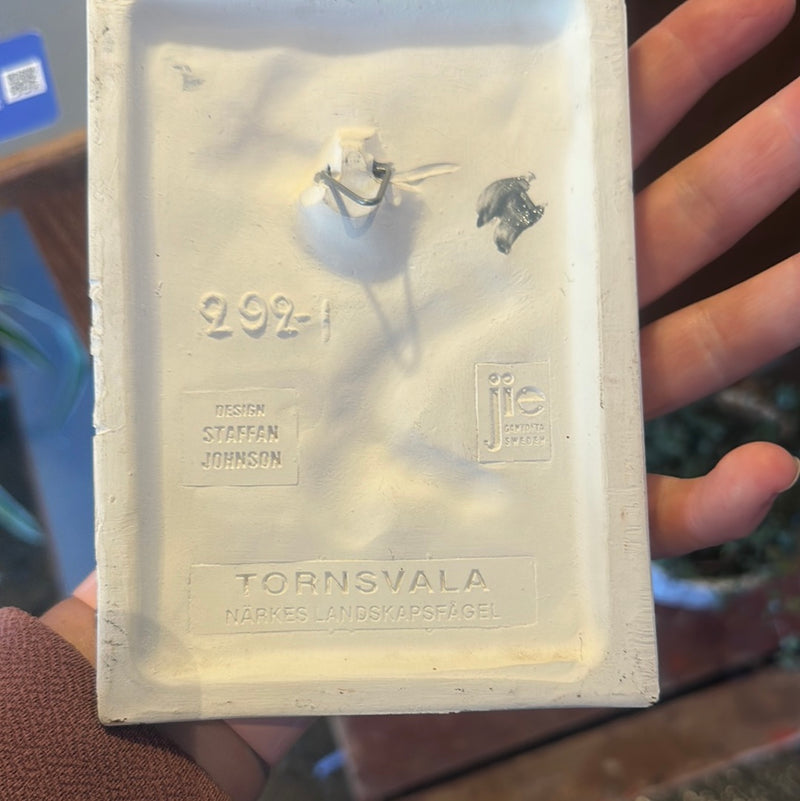 292-1
DESIGN
STAFFAN
JOHNSON
jie
GANTOFTA
SWEDEN
TORNSVALA
NÄRKES LANDSKAPSFÅGEL